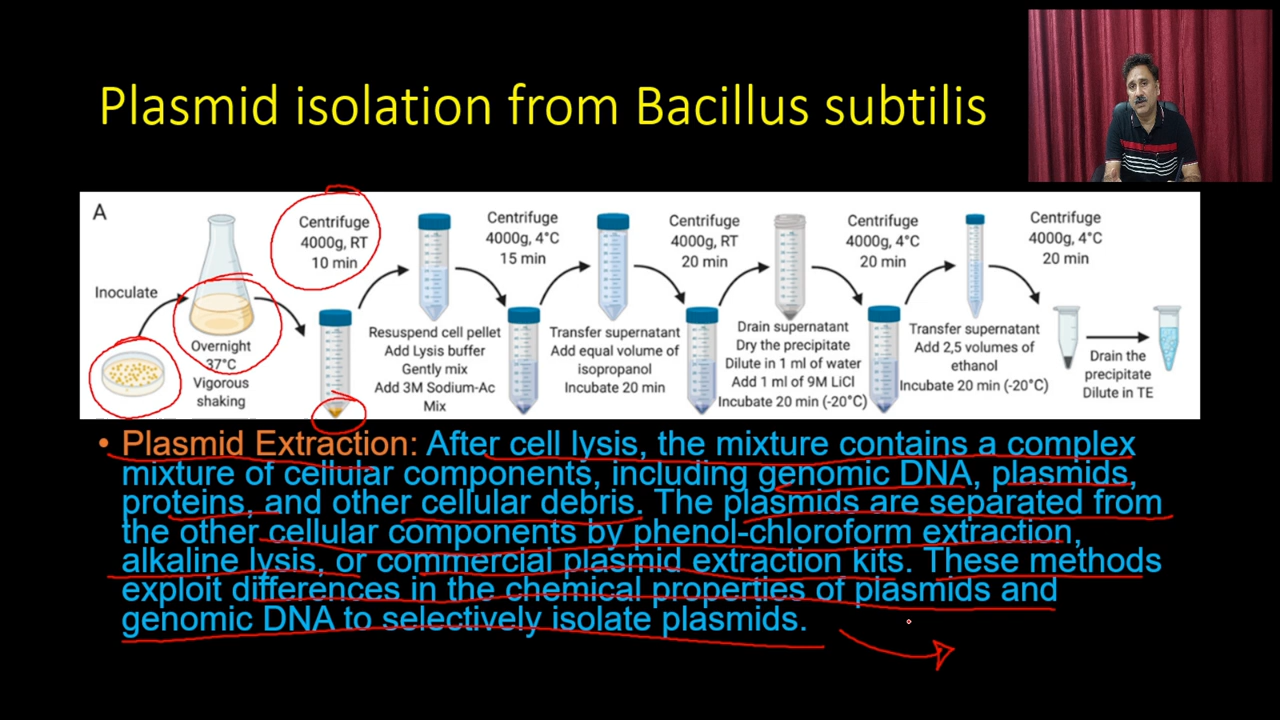 Plasmid isolation from Bacillus subtilis
A
Inoculate
Overnight
37°C
Vigorous
shaking
Centrifuge
4000g, RT
10 min
Resuspend cell pellet
Add Lysis buffer
Gently mix
Add 3M Sodium-Ac
Mix
Centrifuge
4000g, 4°C
15 min
Transfer supernatant
Add equal volume of
isopropanol
Incubate 20 min
Centrifuge
4000g, RT
20 min
Drain supernatant
Dry the precipitate
Dilute in 1 ml of water
Add 1 ml of 9M LiCl
Incubate 20 min (-20°C)
Centrifuge
4000g, 4°C
20 min
Transfer supernatant
Add 2,5 volumes of
ethanol
Incubate 20 min (-20°C)
Centrifuge
4000g, 4°C
20 min
Drain the
precipitate
Dilute in TE
• Plasmid Extraction: After cell lysis, the mixture contains a complex
mixture of cellular components, including genomic DNA, plasmids,
proteins, and other cellular debris. The plasmids are separated from
the other cellular components by phenol-chloroform extraction,
alkaline lysis, or commercial plasmid extraction kits. These methods
exploit differences in the chemical properties of plasmids and
genomic DNA to selectively isolate plasmids.